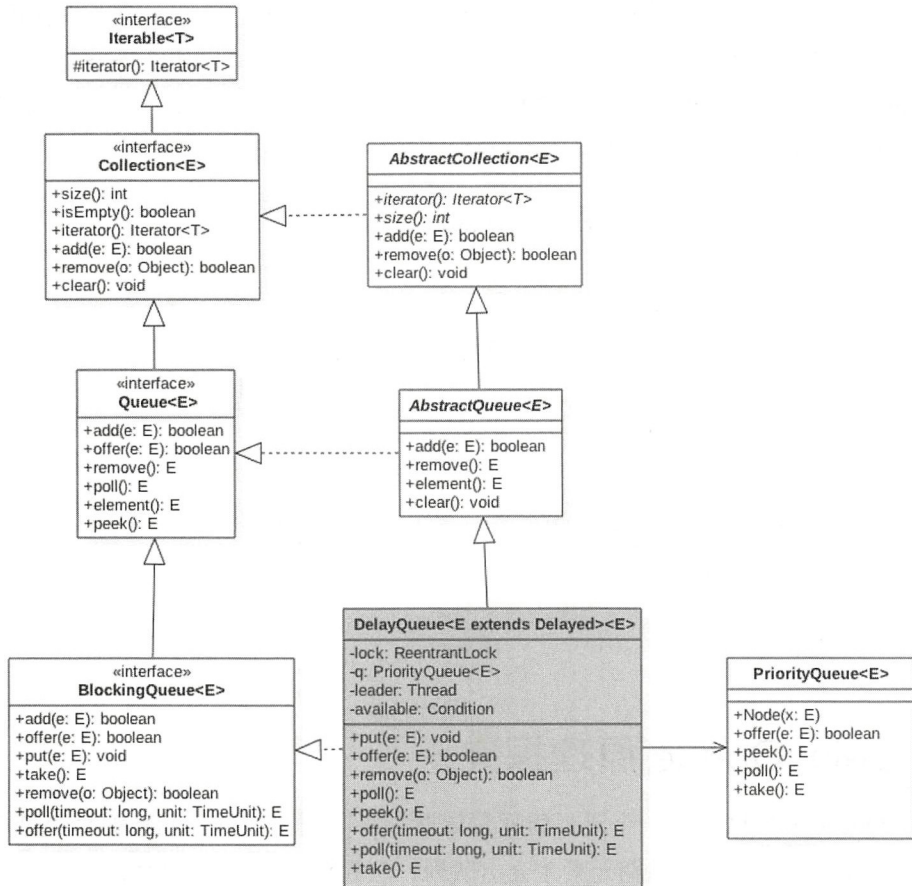 «interface»
Iterable<T>
#iterator(): Iterator<T>
«interface»
Collection<E>
+size(): int
+isEmpty(): boolean
+iterator(): Iterator<T>
+add(e: E): boolean
+remove(o: Object): boolean
+clear(): void
AbstractCollection<E>
+iterator(): Iterator<T>
+size(): int
+add(e: E): boolean
+remove(o: Object): boolean
+clear(): void
«interface»
Queue<E>
+add(e: E): boolean
+offer(e: E): boolean
+remove(): E
+poll(): E
+element(): E
+peek(): E
AbstractQueue<E>
+add(e: E): boolean
+remove(): E
+element(): E
+clear(): void
«interface»
BlockingQueue<E>
+add(e: E): boolean
+offer(e: E): boolean
+put(e: E): void
+take(): E
+remove(o: Object): boolean
+poll(timeout: long, unit: TimeUnit): E
+offer(timeout: long, unit: TimeUnit): E
DelayQueue<E extends Delayed><E>
-lock: ReentrantLock
-q: PriorityQueue<E>
-leader: Thread
-available: Condition
+put(e: E): void
+offer(e: E): boolean
+remove(o: Object): boolean
+poll(): E
+peek(): E
+offer(timeout: long, unit: TimeUnit): E
+poll(timeout: long, unit: TimeUnit): E
+take(): E
PriorityQueue<E>
+Node(x: E)
+offer(e: E): boolean
+peek(): E
+poll(): E
+take(): E